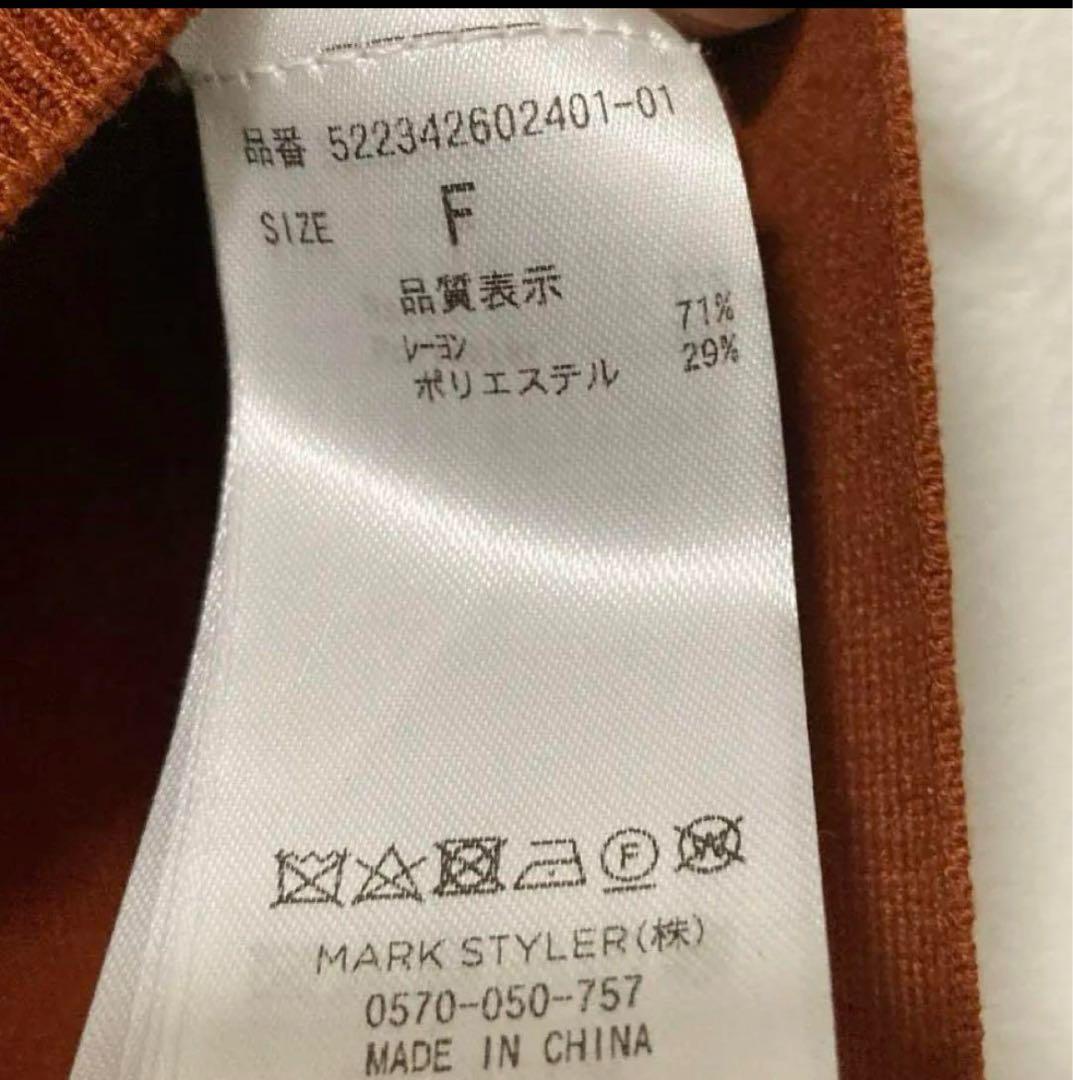 品番 522342602401-01
SIZE F
品質表示
レーヨン 71%
ポリエステル 29%
F W
MARK STYLER(株)
0570-050-757
MADE IN CHINA